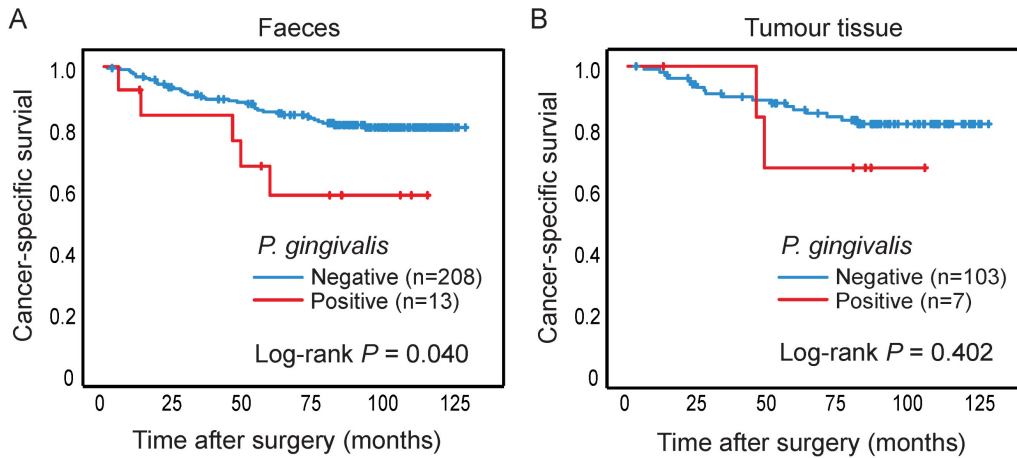 A
Faeces
Cancer-specific survial
1.0
0.8
0.6
0.4
0.2
0
P. gingivalis
Negative (n=208)
Positive (n=13)
Log-rank P = 0.040
0 25 50 75 100 125
Time after surgery (months)
B
Tumour tissue
Cancer-specific survial
1.0
0.8
0.6
0.4
0.2
0
P. gingivalis
Negative (n=103)
Positive (n=7)
Log-rank P = 0.402
0 25 50 75 100 125
Time after surgery (months)